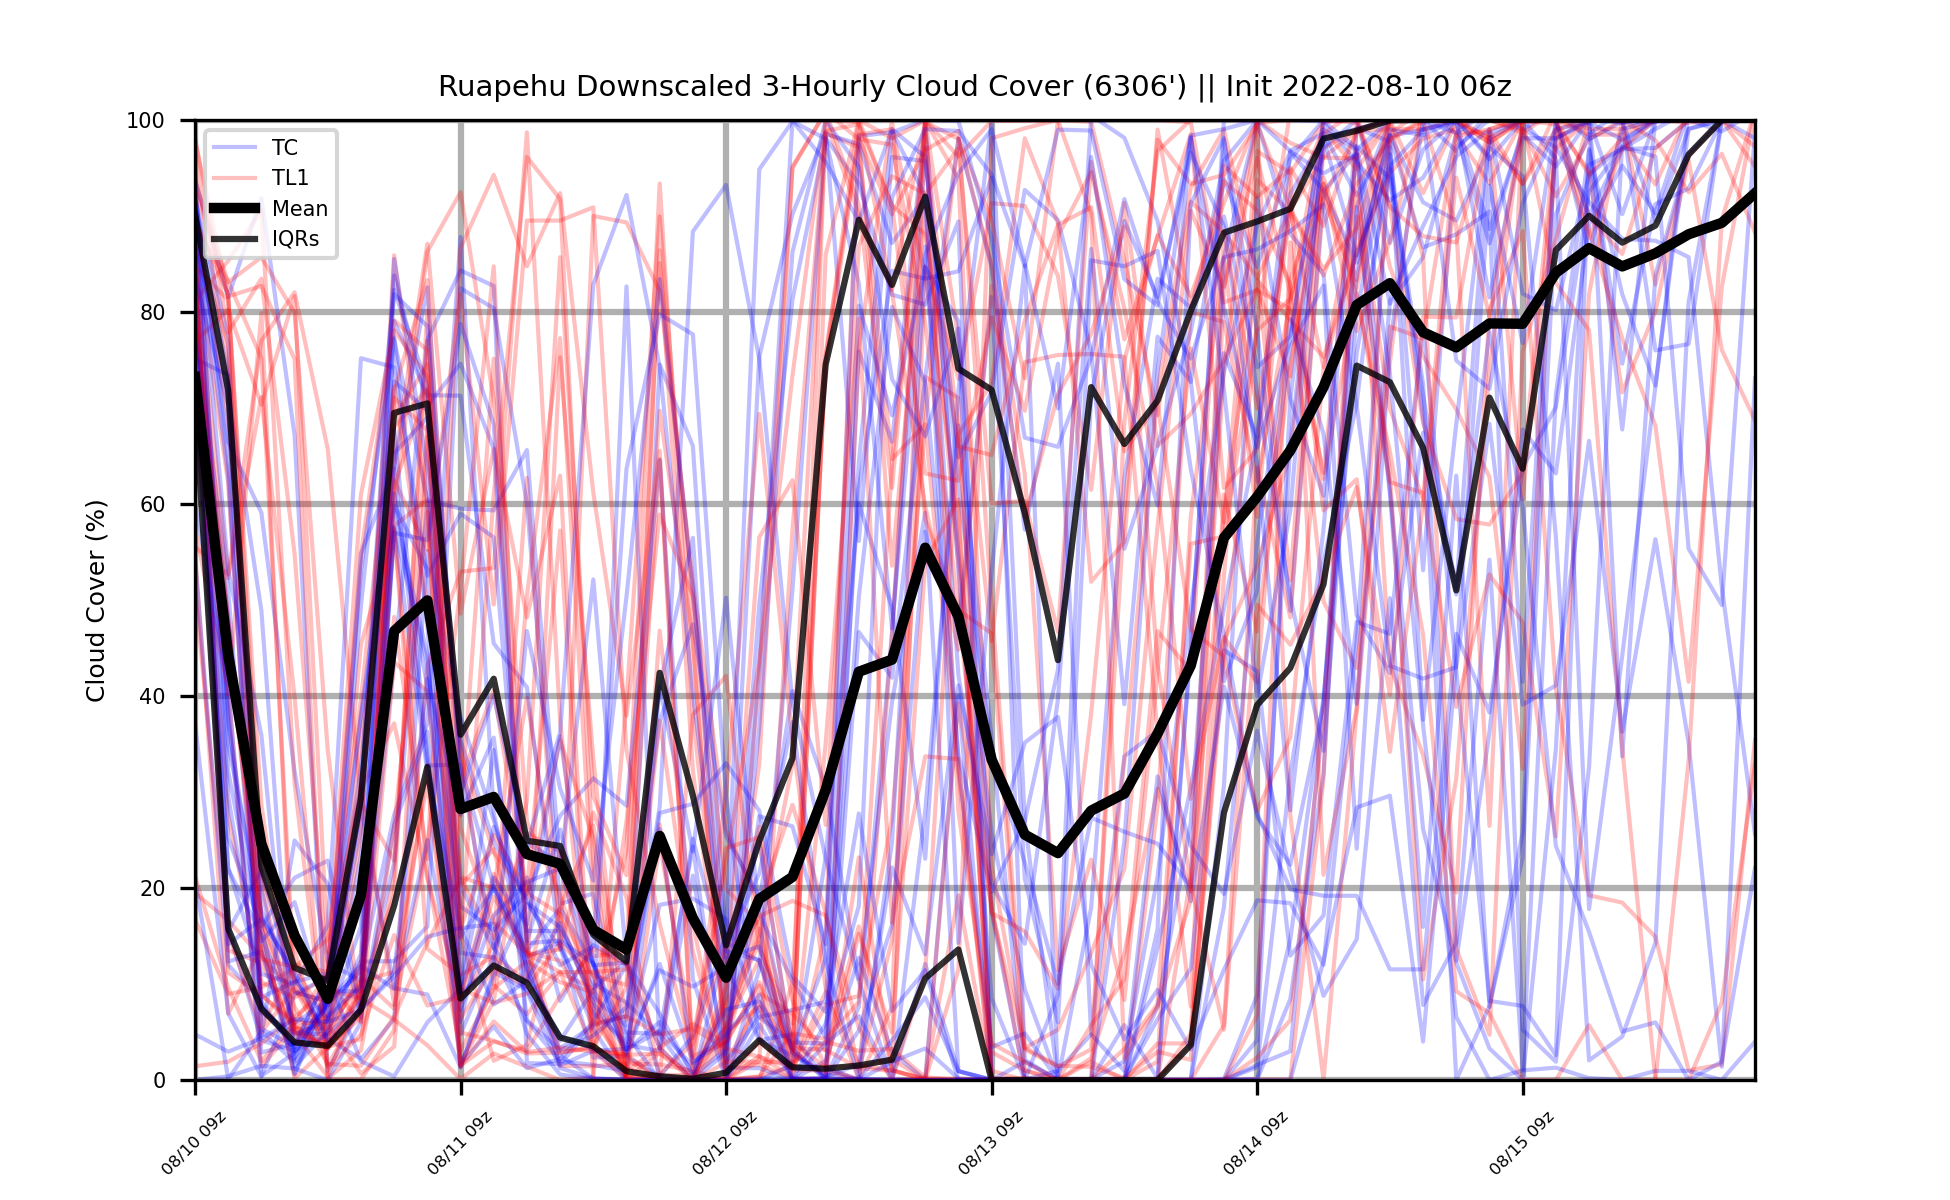 Ruapehu Downscaled 3-Hourly Cloud Cover (6306') || Init 2022-08-10 06z
100
80
60
40
20
0
Cloud Cover (%)
TC
TL1
Mean
IQRs
08/10 09z
08/11 09z
08/12 09z
08/13 09z
08/14 09z
08/15 09z